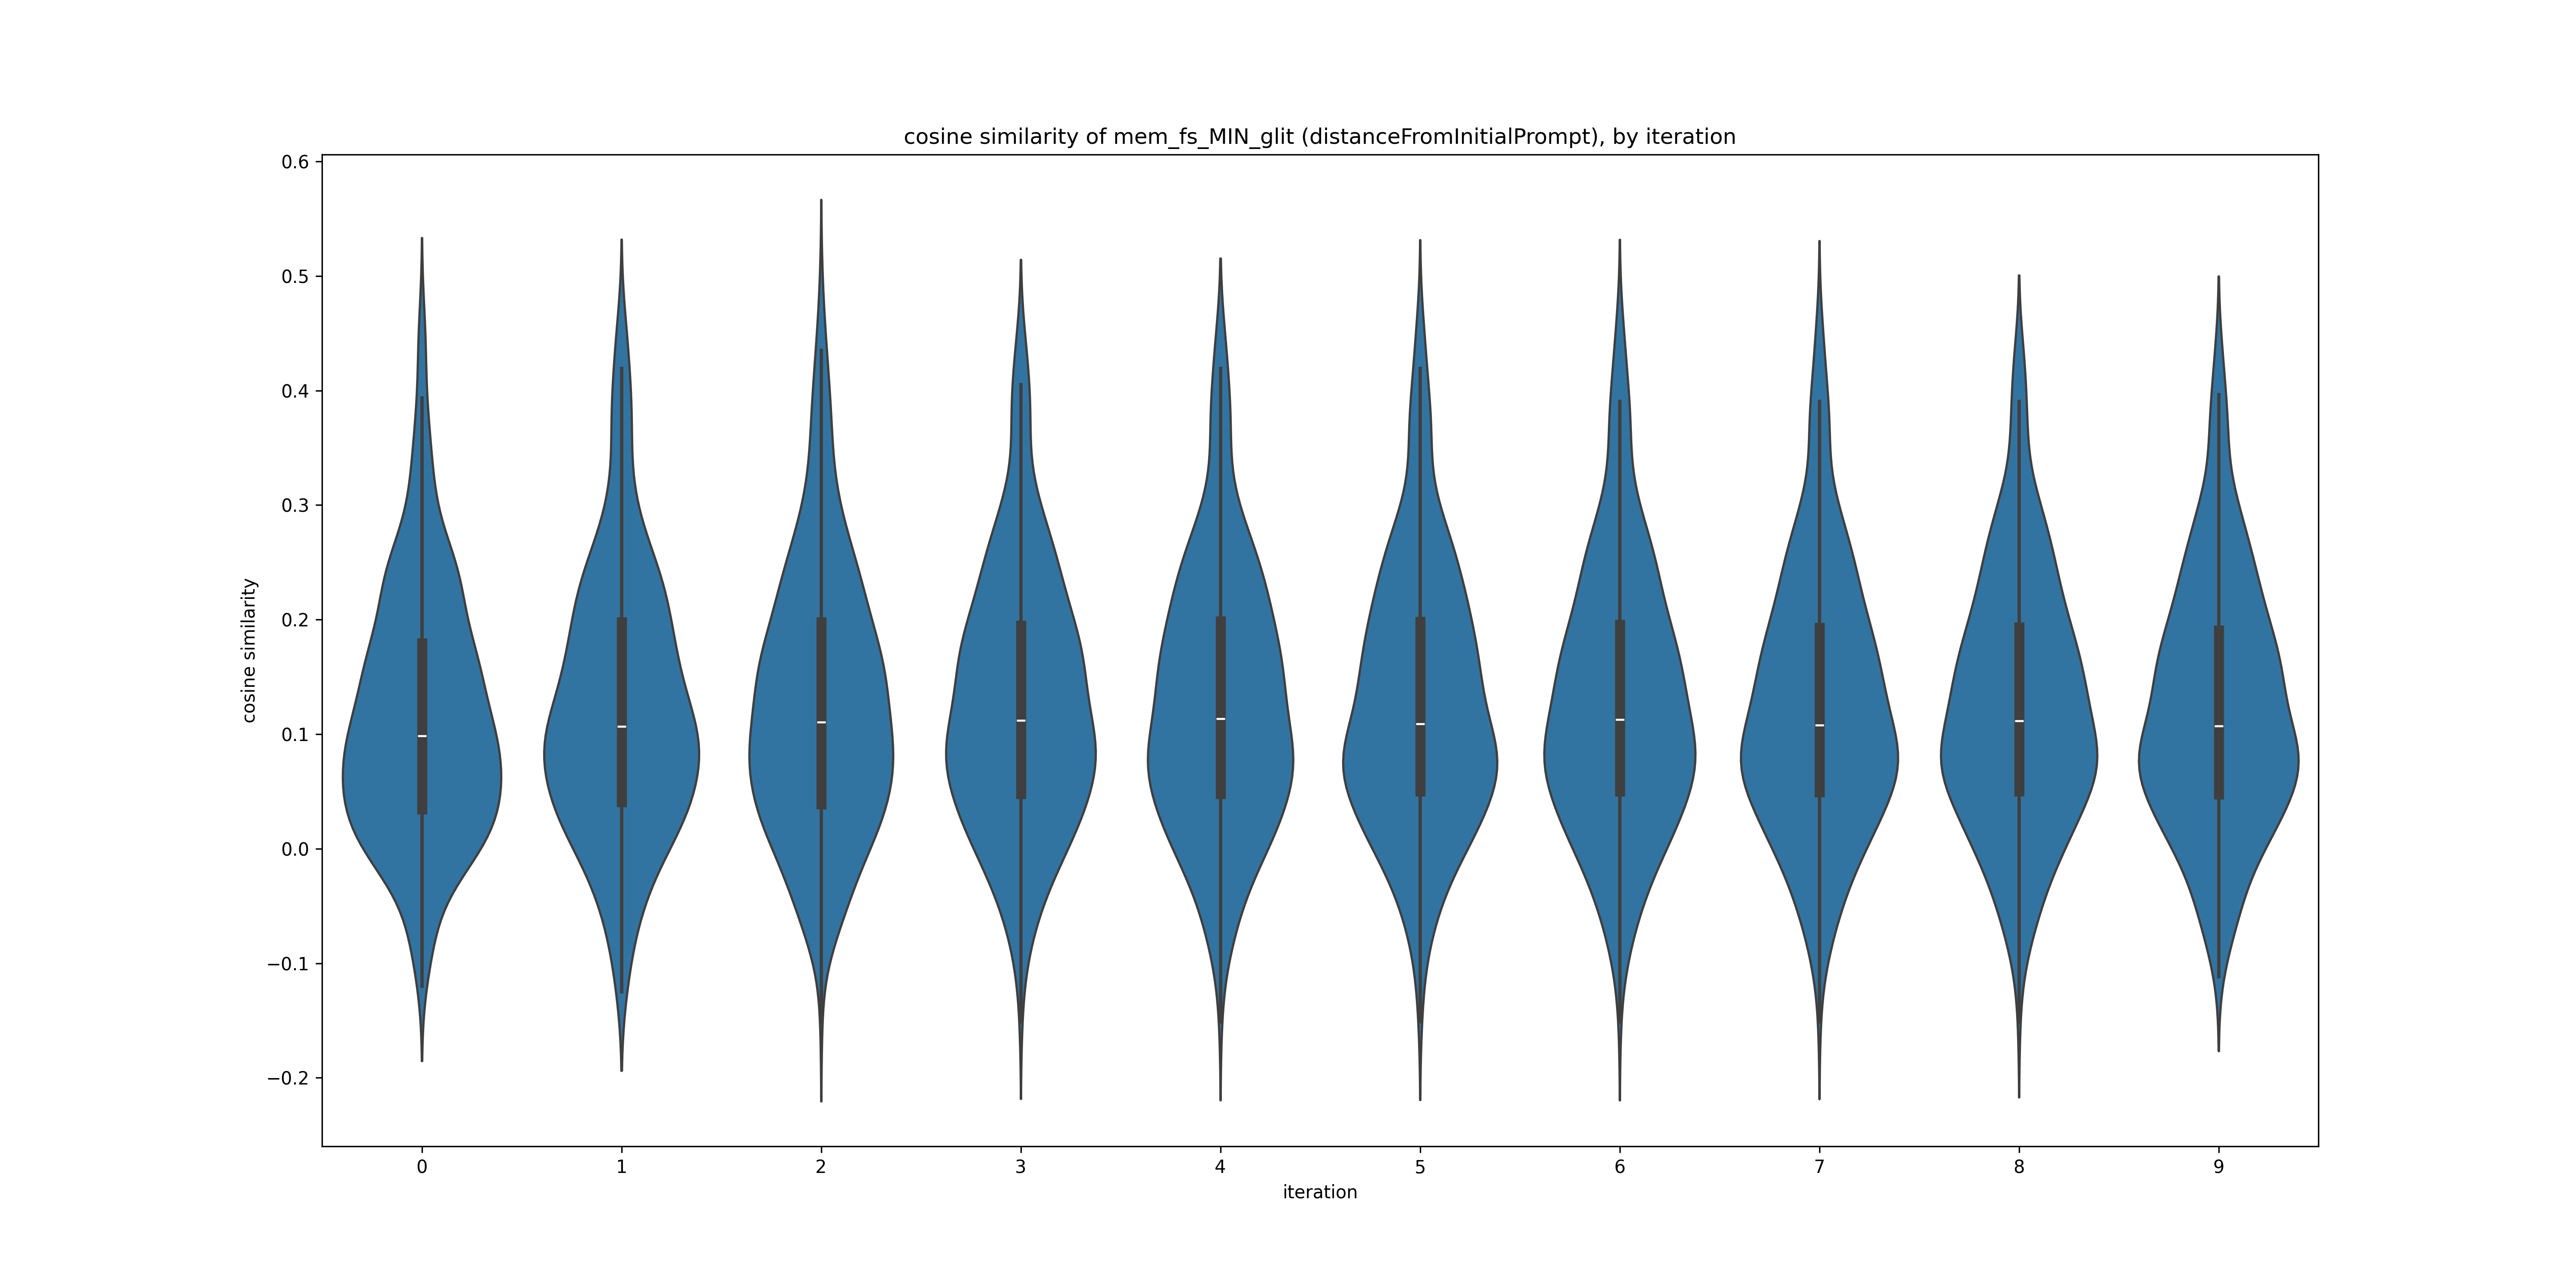 cosine similarity of mem_fs_MIN_glit (distanceFromInitialPrompt), by iteration
0.6
0.5
0.4
0.3
0.2
0.1
0.0
−0.1
−0.2
cosine similarity
0 1 2 3 4 5 6 7 8 9
iteration